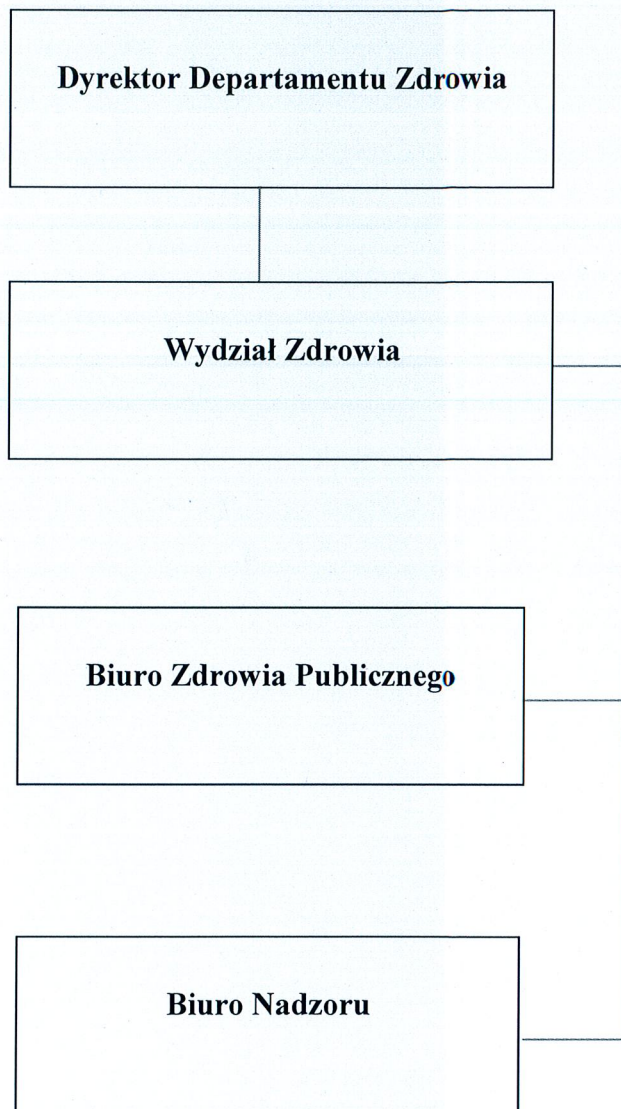 Dyrektor Departamentu Zdrowia
Wydział Zdrowia
Biuro Zdrowia Publicznego
Biuro Nadzoru